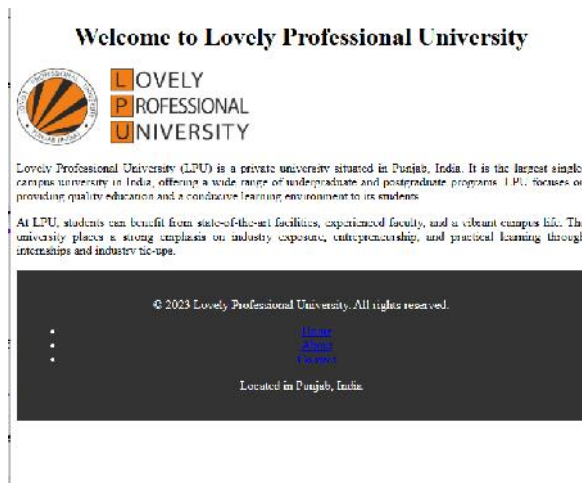 Welcome to Lovely Professional University
LOVELY
PROFESSIONAL
UNIVERSITY
Lovely Professional University (LPU) is a private university situated in Punjab, India. It is the largest single
campus university in India, offering a wide range of undergraduate and postgraduate programs. LPU focuses on
providing quality education and a conducive learning environment to its students
At LPU, students can benefit from state-of-the-art facilities, experienced faculty, and a vibrant campus life. The
university places a strong emphasis on industry exposure, entrepreneurship, and practical learning through
internships and industry tie-ups.
© 2023 Lovely Professional University. All rights reserved.
Home
About
Contact
Located in Punjab, India